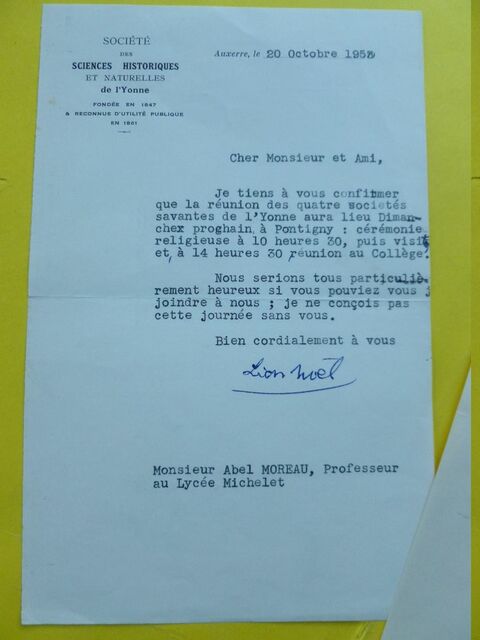 SOCIÉTÉ
DES
SCIENCES HISTORIQUES
ET NATURELLES
de l'Yonne
FONDÉE EN 1847
& RECONNUE D'UTILITÉ PUBLIQUE
EN 1861
Auxerre, le 20 Octobre 1958
Cher Monsieur et Ami,
Je tiens à vous confirmer
que la réunion des quatre sociétés
savantes de l'Yonne aura lieu Diman-
chex proghain, à Pontigny : cérémonie
religieuse à 10 heures 30, puis visite
et, à 14 heures 30 réunion au Collège.
Nous serions tous particuliè-
rement heureux si vous pouviez vous j
joindre à nous ; je ne conçois pas
cette journée sans vous.
Bien cordialement à vous
Léon Noël
Monsieur Abel MOREAU, Professeur
au Lycée Michelet